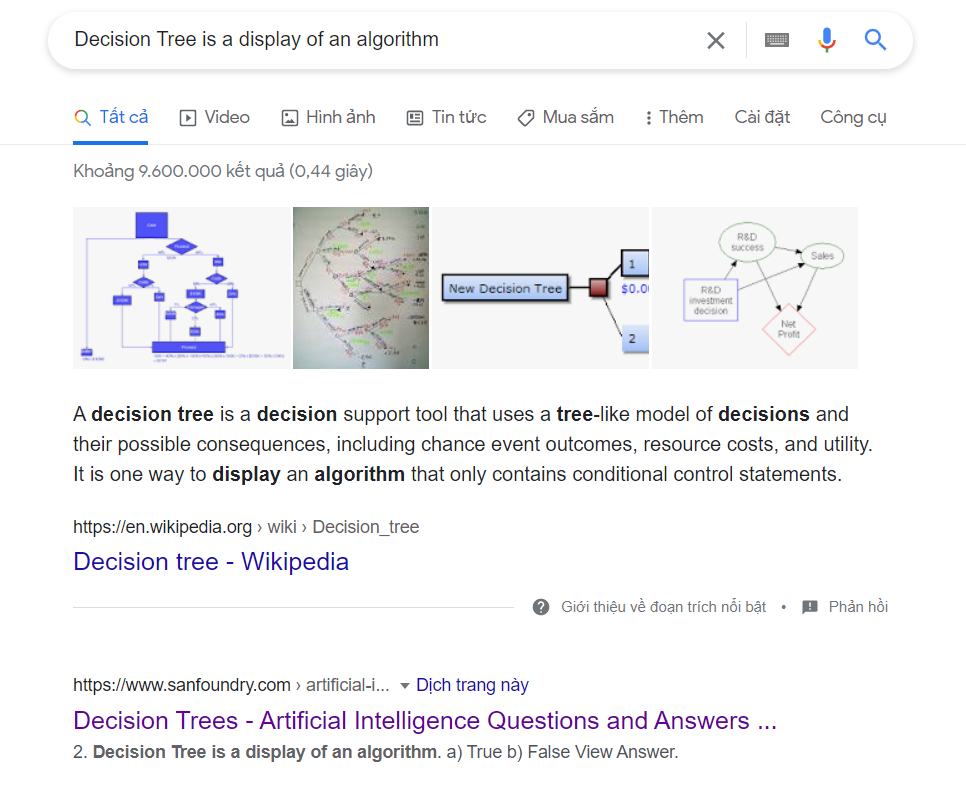 Decision Tree is a display of an algorithm
Tất cả Video Hình ảnh Tin tức Mua sắm Thêm Cài đặt Công cụ
Khoảng 9.600.000 kết quả (0,44 giây)
R&D
success
Sales
R&D
investment
decision
Net
Profit
New Decision Tree
1
$0.0
2
A decision tree is a decision support tool that uses a tree-like model of decisions and
their possible consequences, including chance event outcomes, resource costs, and utility.
It is one way to display an algorithm that only contains conditional control statements.
https://en.wikipedia.org › wiki › Decision_tree
Decision tree - Wikipedia
Giới thiệu về đoạn trích nổi bật • Phản hồi
https://www.sanfoundry.com › artificial-i... Dịch trang này
Decision Trees - Artificial Intelligence Questions and Answers ...
2. Decision Tree is a display of an algorithm. a) True b) False View Answer.